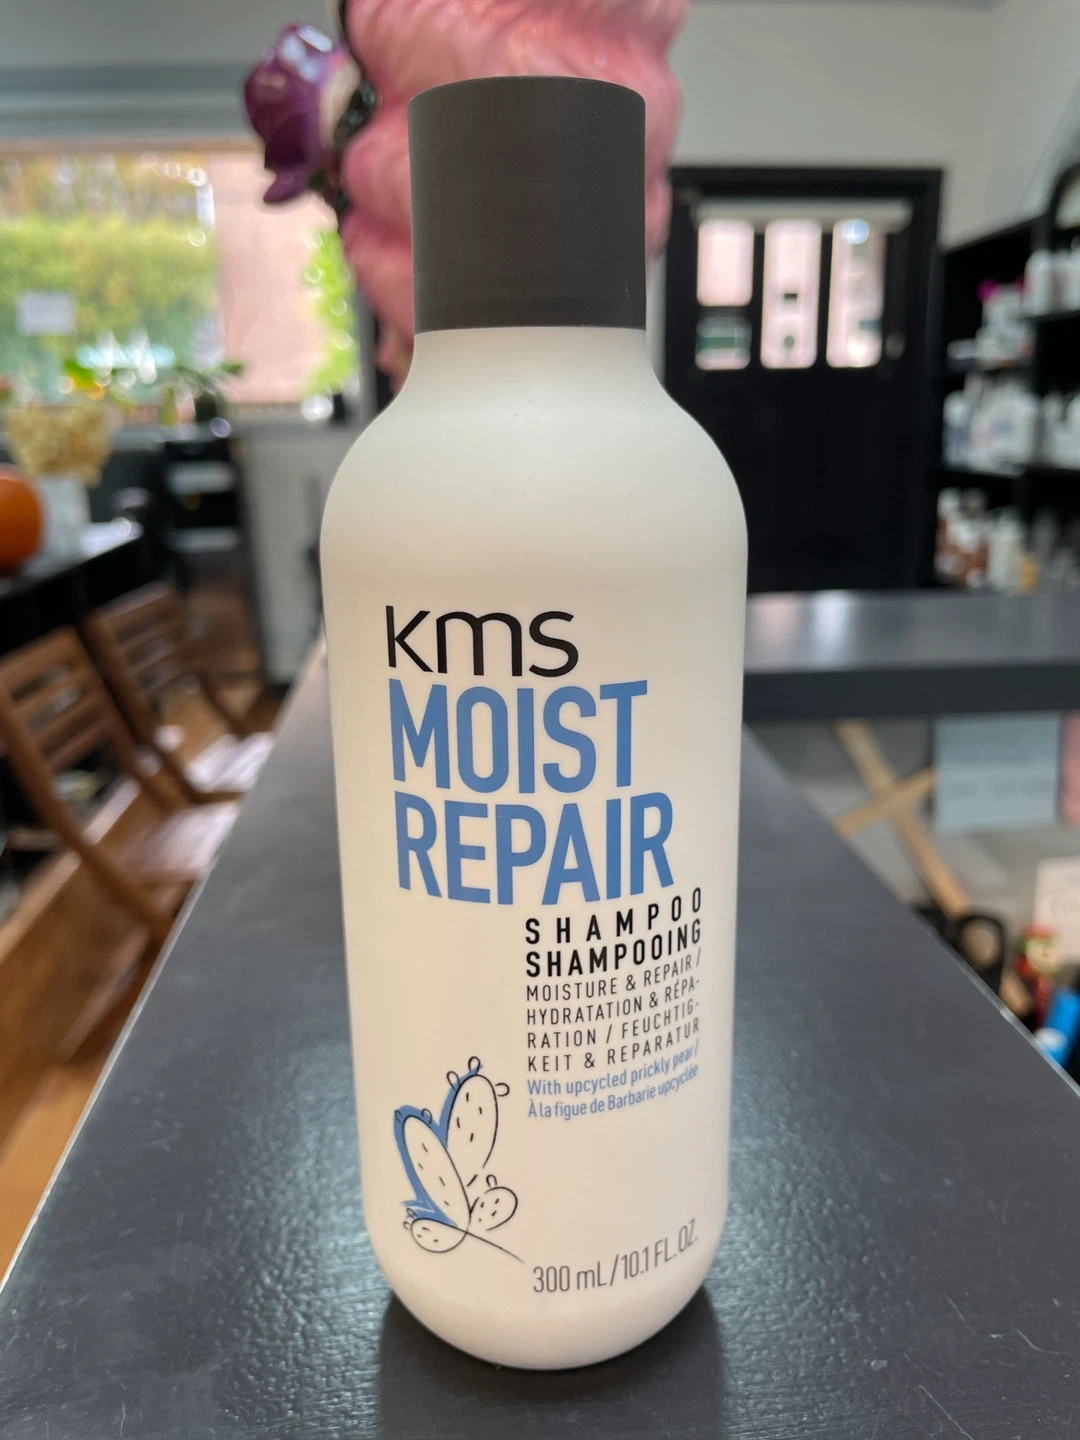 kms
MOIST
REPAIR
SHAMPOO
SHAMPOOING
MOISTURE & REPAIR /
HYDRATATION & RÉPA-
RATION / FEUCHTIG-
KEIT & REPARATUR
With upcycled prickly pear /
À la figue de Barbarie upcyclée
300 mL/10.1 FL.OZ.